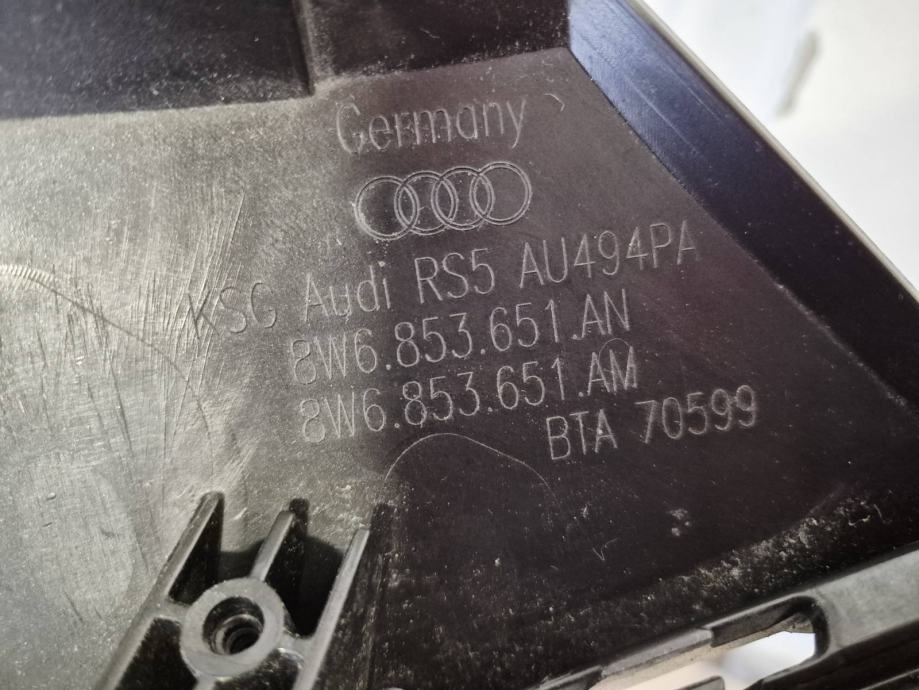 Germany
KSG Audi RS5 AU494PA
8W6.853.651.AN
8W6.853.651.AM
BTA 70599